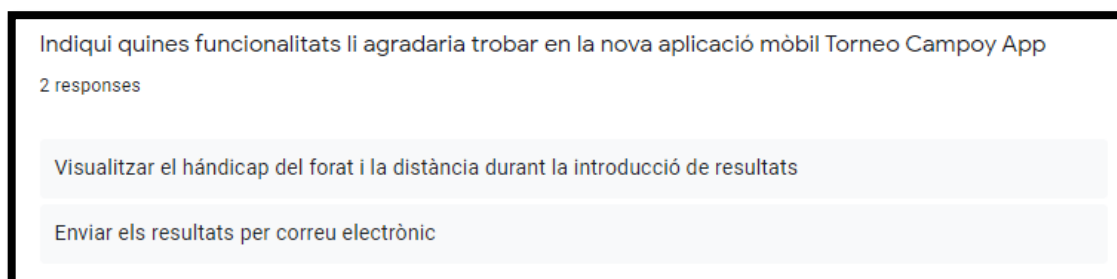 Indiqui quines funcionalitats li agradaria trobar en la nova aplicació mòbil Torneo Campoy App
2 responses
Visualitzar el hándicap del forat i la distància durant la introducció de resultats
Enviar els resultats per correu electrònic